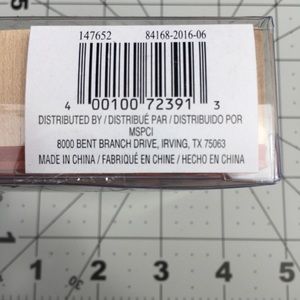 147652 84168-2016-06
4 00100 72391 3
DISTRIBUTED BY / DISTRIBUÉ PAR / DISTRIBUIDO POR
MSPCI
8000 BENT BRANCH DRIVE, IRVING, TX 75063
MADE IN CHINA / FABRIQUÉ EN CHINE / HECHO EN CHINA
1 2 3 4 5